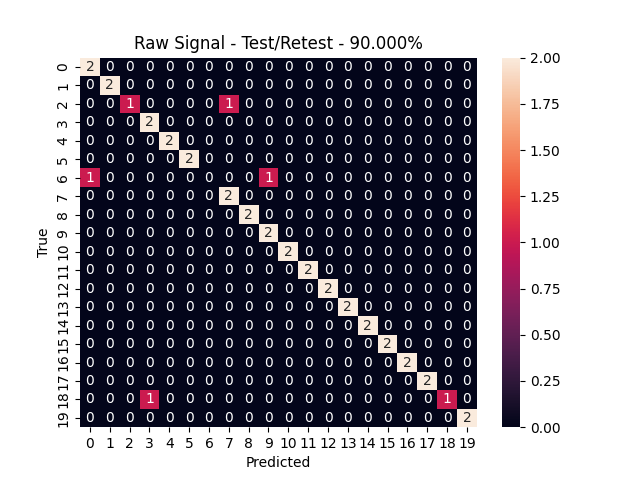 Raw Signal - Test/Retest - 90.000%
0 2 0 0 0 0 0 0 0 0 0 0 0 0 0 0 0 0 0 0 0 2.00
1 0 2 0 0 0 0 0 0 0 0 0 0 0 0 0 0 0 0 0 0
2 0 0 1 0 0 0 0 1 0 0 0 0 0 0 0 0 0 0 0 0 1.75
3 0 0 0 2 0 0 0 0 0 0 0 0 0 0 0 0 0 0 0 0
4 0 0 0 0 2 0 0 0 0 0 0 0 0 0 0 0 0 0 0 0 1.50
5 0 0 0 0 0 2 0 0 0 0 0 0 0 0 0 0 0 0 0 0
6 1 0 0 0 0 0 0 0 0 1 0 0 0 0 0 0 0 0 0 0
7 0 0 0 0 0 0 0 2 0 0 0 0 0 0 0 0 0 0 0 0 1.25
8 0 0 0 0 0 0 0 0 2 0 0 0 0 0 0 0 0 0 0 0
9 0 0 0 0 0 0 0 0 0 2 0 0 0 0 0 0 0 0 0 0
True
10 0 0 0 0 0 0 0 0 0 0 2 0 0 0 0 0 0 0 0 0 1.00
11 0 0 0 0 0 0 0 0 0 0 0 2 0 0 0 0 0 0 0 0
12 0 0 0 0 0 0 0 0 0 0 0 0 2 0 0 0 0 0 0 0 0.75
13 0 0 0 0 0 0 0 0 0 0 0 0 0 2 0 0 0 0 0 0
14 0 0 0 0 0 0 0 0 0 0 0 0 0 0 2 0 0 0 0 0
15 0 0 0 0 0 0 0 0 0 0 0 0 0 0 0 2 0 0 0 0 0.50
16 0 0 0 0 0 0 0 0 0 0 0 0 0 0 0 0 2 0 0 0
17 0 0 0 0 0 0 0 0 0 0 0 0 0 0 0 0 0 2 0 0 0.25
18 0 0 0 1 0 0 0 0 0 0 0 0 0 0 0 0 0 0 1 0
19 0 0 0 0 0 0 0 0 0 0 0 0 0 0 0 0 0 0 0 2 0.00
0 1 2 3 4 5 6 7 8 9 10 11 12 13 14 15 16 17 18 19
Predicted